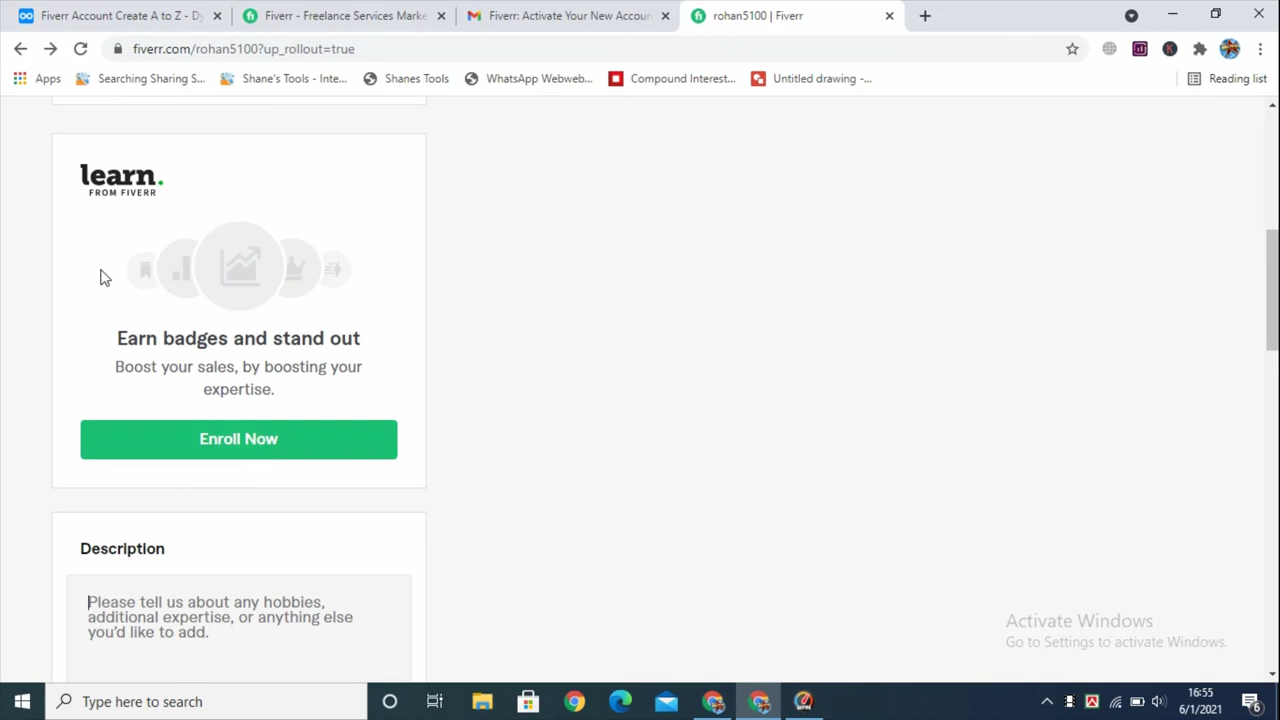 Fiverr Account Create A to Z - Dy
Fiverr - Freelance Services Marke
Fiverr: Activate Your New Accoun
rohan5100 | Fiverr
fiverr.com/rohan5100?up_rollout=true
Apps
Searching Sharing S...
Shane's Tools - Inte...
Shanes Tools
WhatsApp Webweb...
Compound Interest...
Untitled drawing -...
Reading list
learn.
FROM FIVERR
Earn badges and stand out
Boost your sales, by boosting your
expertise.
Enroll Now
Description
Please tell us about any hobbies,
additional expertise, or anything else
you'd like to add.
Activate Windows
Go to Settings to activate Windows.
Type here to search
16:55
6/1/2021
6